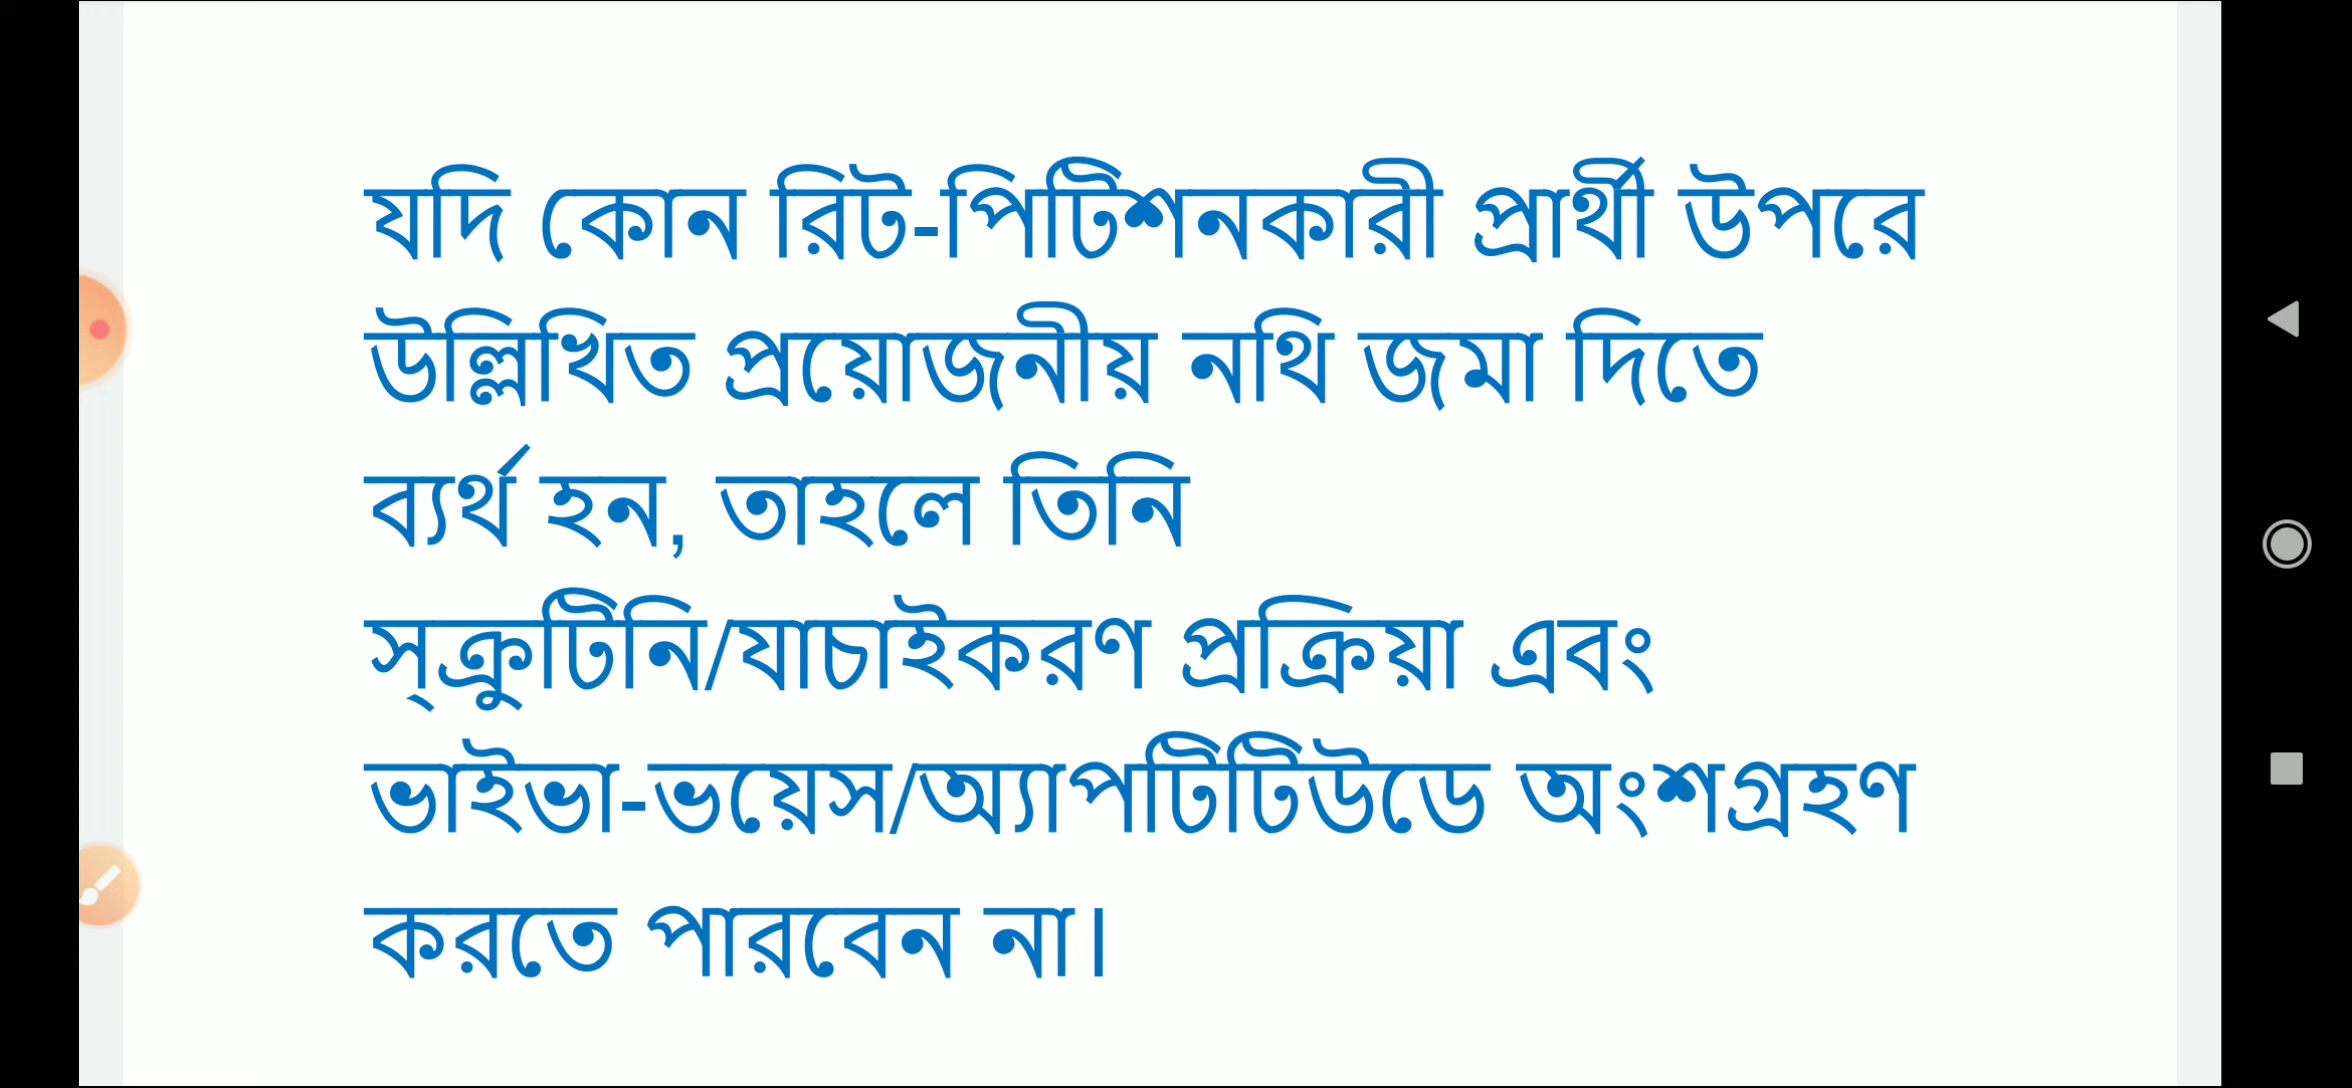 যদি কোন রিট-পিটিশনকারী প্রার্থী উপরে
উল্লিখিত প্রয়োজনীয় নথি জমা দিতে
ব্যর্থ হন, তাহলে তিনি
স্ক্রুটিনি/যাচাইকরণ প্রক্রিয়া এবং
ভাইভা-ভয়েস/অ্যাপটিটিউডে অংশগ্রহণ
করতে পারবেন না।